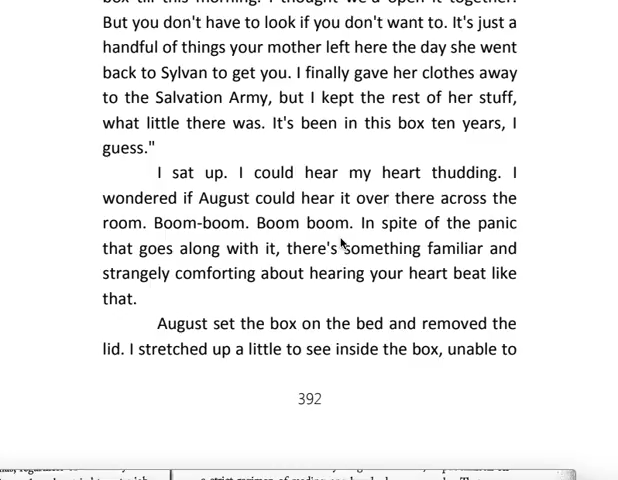 box till this morning. I thought we'd open it together.
But you don't have to look if you don't want to. It's just a
handful of things your mother left here the day she went
back to Sylvan to get you. I finally gave her clothes away
to the Salvation Army, but I kept the rest of her stuff,
what little there was. It's been in this box ten years, I
guess."
I sat up. I could hear my heart thudding. I
wondered if August could hear it over there across the
room. Boom-boom. Boom boom. In spite of the panic
that goes along with it, there's something familiar and
strangely comforting about hearing your heart beat like
that.
August set the box on the bed and removed the
lid. I stretched up a little to see inside the box, unable to
392